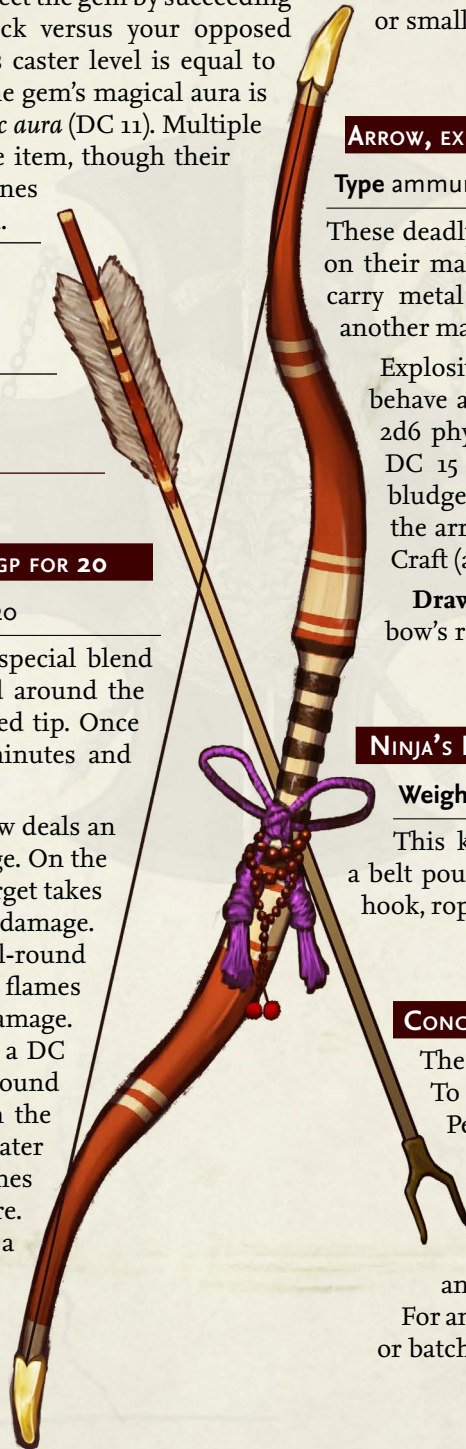 ect the gem by succeeding
ck versus your opposed
s caster level is equal to
e gem's magical aura is
c aura (DC 11). Multiple
e item, though their
nes
.
GP FOR 20
20
special blend
l around the
ed tip. Once
minutes and
w deals an
ge. On the
rget takes
damage.
l-round
flames
amage.
a DC
ound
n the
ater
nes
re.
a
or small
ARROW, EX
Type ammu
These deadly
on their ma
carry metal
another ma
Explosiv
behave a
2d6 phy
DC 15
bludge
the arr
Craft (a
Draw
bow's r
NINJA'S
Weigh
This k
a belt pou
hook, rop
CONC
The
To
Pe
an
For ar
or batch